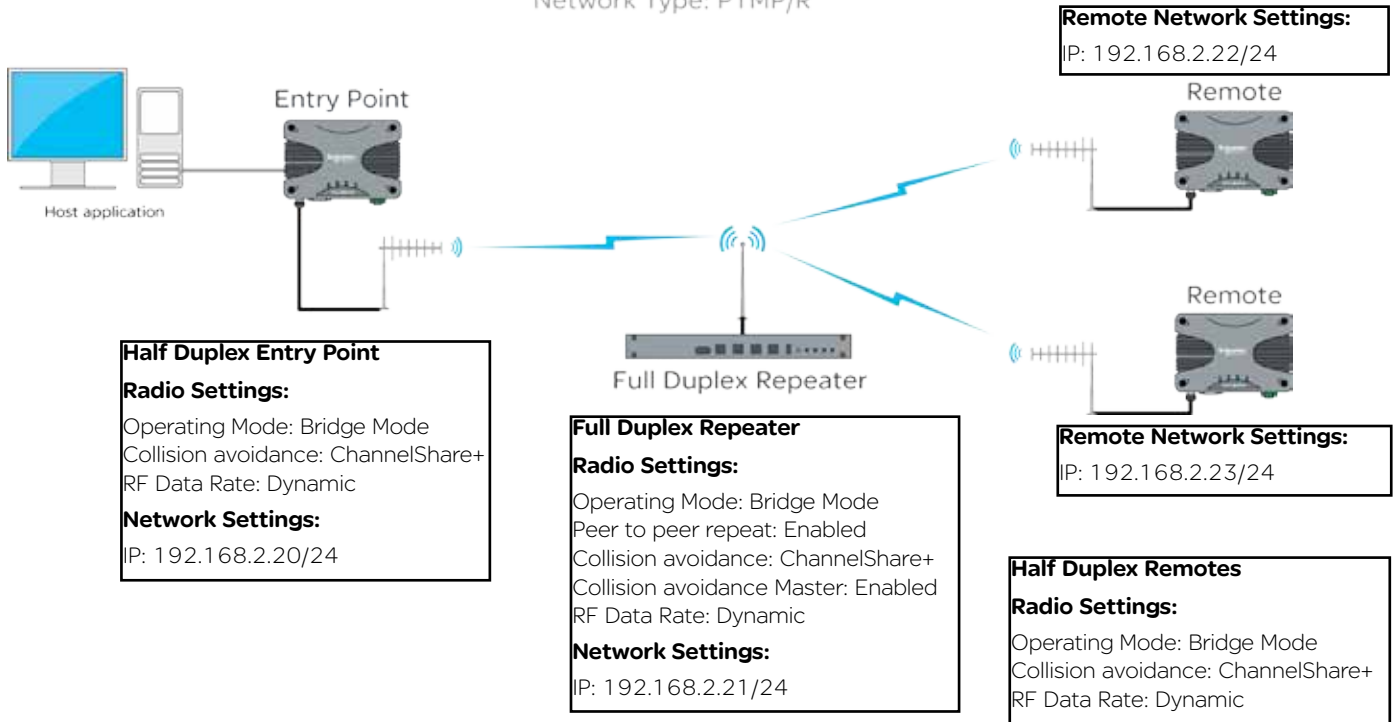 Network Type: PTMP/R
Remote Network Settings:
IP: 192.168.2.22/24
Entry Point
Remote
Host application
Remote
Full Duplex Repeater
Half Duplex Entry Point
Radio Settings:
Operating Mode: Bridge Mode
Collision avoidance: ChannelShare+
RF Data Rate: Dynamic
Network Settings:
IP: 192.168.2.20/24
Full Duplex Repeater
Radio Settings:
Operating Mode: Bridge Mode
Peer to peer repeat: Enabled
Collision avoidance: ChannelShare+
Collision avoidance Master: Enabled
RF Data Rate: Dynamic
Network Settings:
IP: 192.168.2.21/24
Remote Network Settings:
IP: 192.168.2.23/24
Half Duplex Remotes
Radio Settings:
Operating Mode: Bridge Mode
Collision avoidance: ChannelShare+
RF Data Rate: Dynamic